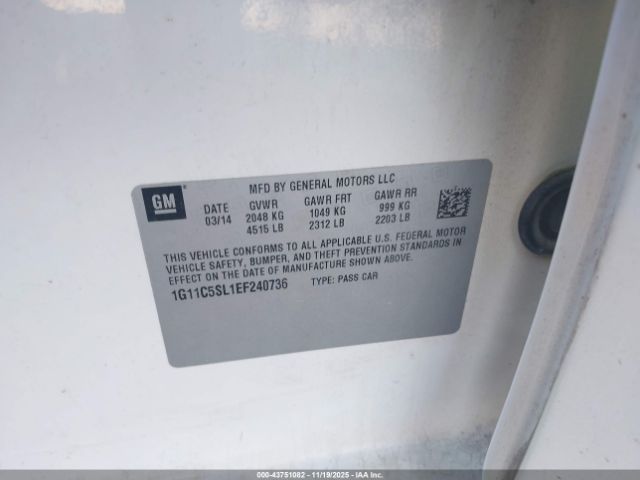 GM
MFD BY GENERAL MOTORS LLC
DATE GVWR GAWR FRT GAWR RR
03/14 2048 KG 1049 KG 999 KG
4515 LB 2312 LB 2203 LB
THIS VEHICLE CONFORMS TO ALL APPLICABLE U.S. FEDERAL MOTOR
VEHICLE SAFETY, BUMPER, AND THEFT PREVENTION STANDARDS IN
EFFECT ON THE DATE OF MANUFACTURE SHOWN ABOVE.
1G11C5SL1EF240736 TYPE: PASS CAR
000-43751082 - 11/19/2025 - © IAA Inc.